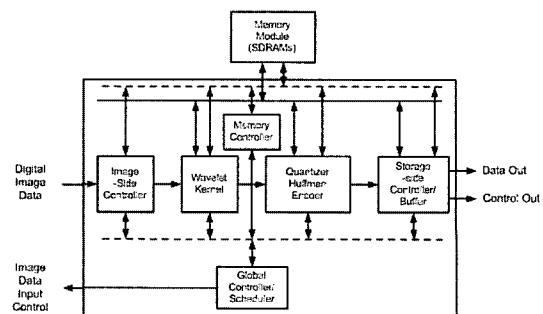 Memory
Module
(SDRAMs)
Memory
Controller
Digital
Image
Data
Image
-Side
Controller
Wavelet
Kernel
Quantizer
Huffman
Encoer
Storage
-side
Controller/
Buffer
Data Out
Control Out
Image
Data
Input
Control
Global
Controller/
Scheduler